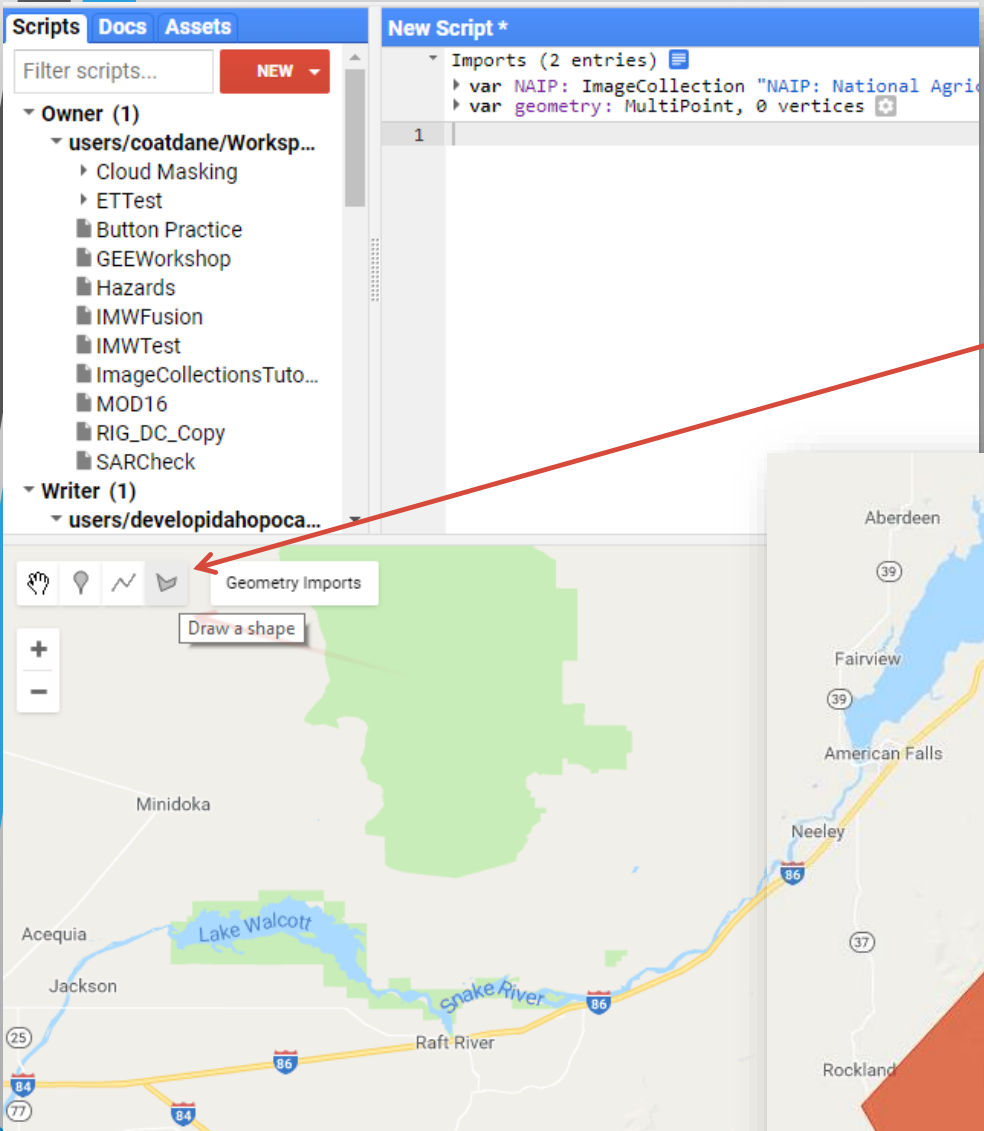 Scripts Docs Assets
Filter scripts...
NEW
Owner (1)
users/coatdane/Worksp...
Cloud Masking
ETTest
Button Practice
GEEWorkshop
Hazards
IMWFusion
IMWTest
ImageCollectionsTuto...
MOD16
RIG_DC_Copy
SARCheck
Writer (1)
users/developidahopoca...
New Script *
Imports (2 entries)
var NAIP: ImageCollection "NAIP: National Agric
var geometry: MultiPoint, 0 vertices
1
Geometry Imports
Draw a shape
+
−
Minidoka
Acequia
Lake Walcott
Jackson
Snake River
86
Raft River
25
86
84
77
84
Aberdeen
39
Fairview
39
American Falls
Neeley
86
37
Rockland